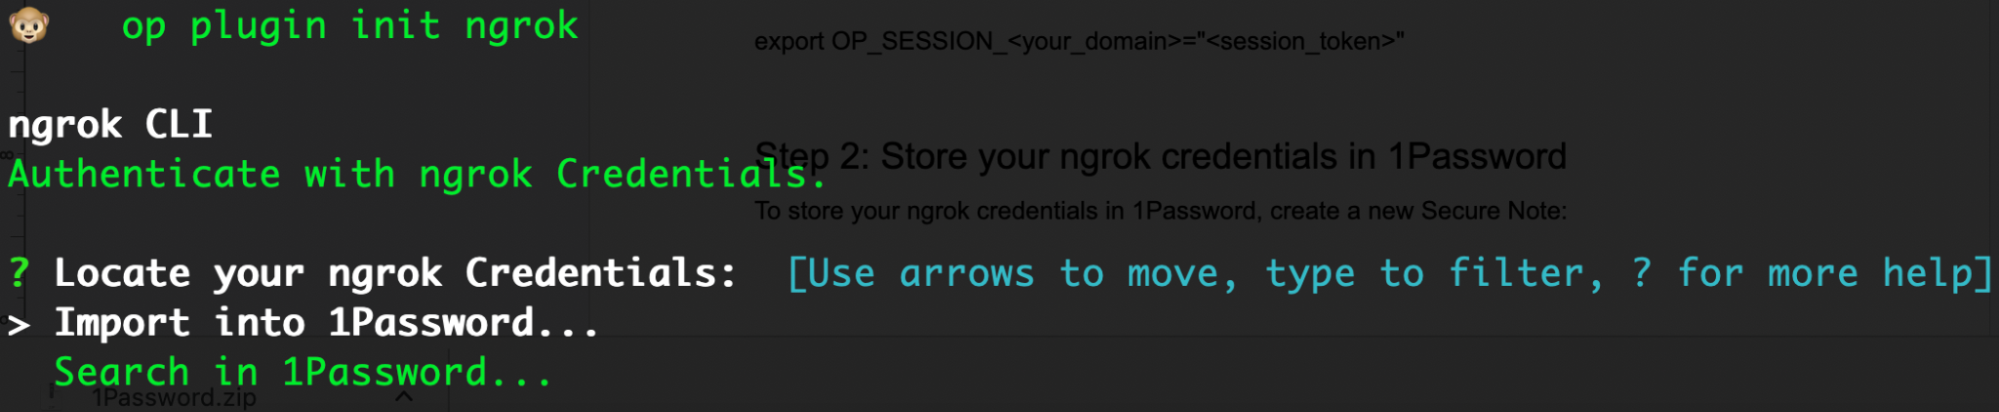 op plugin init ngrok
export OP_SESSION_<your_domain>="<session_token>"
ngrok CLI
Step 2: Store your ngrok credentials in 1Password
Authenticate with ngrok Credentials.
To store your ngrok credentials in 1Password, create a new Secure Note:
? Locate your ngrok Credentials:  [Use arrows to move, type to filter, ? for more help]
> Import into 1Password...
Search in 1Password...
1Password.zip